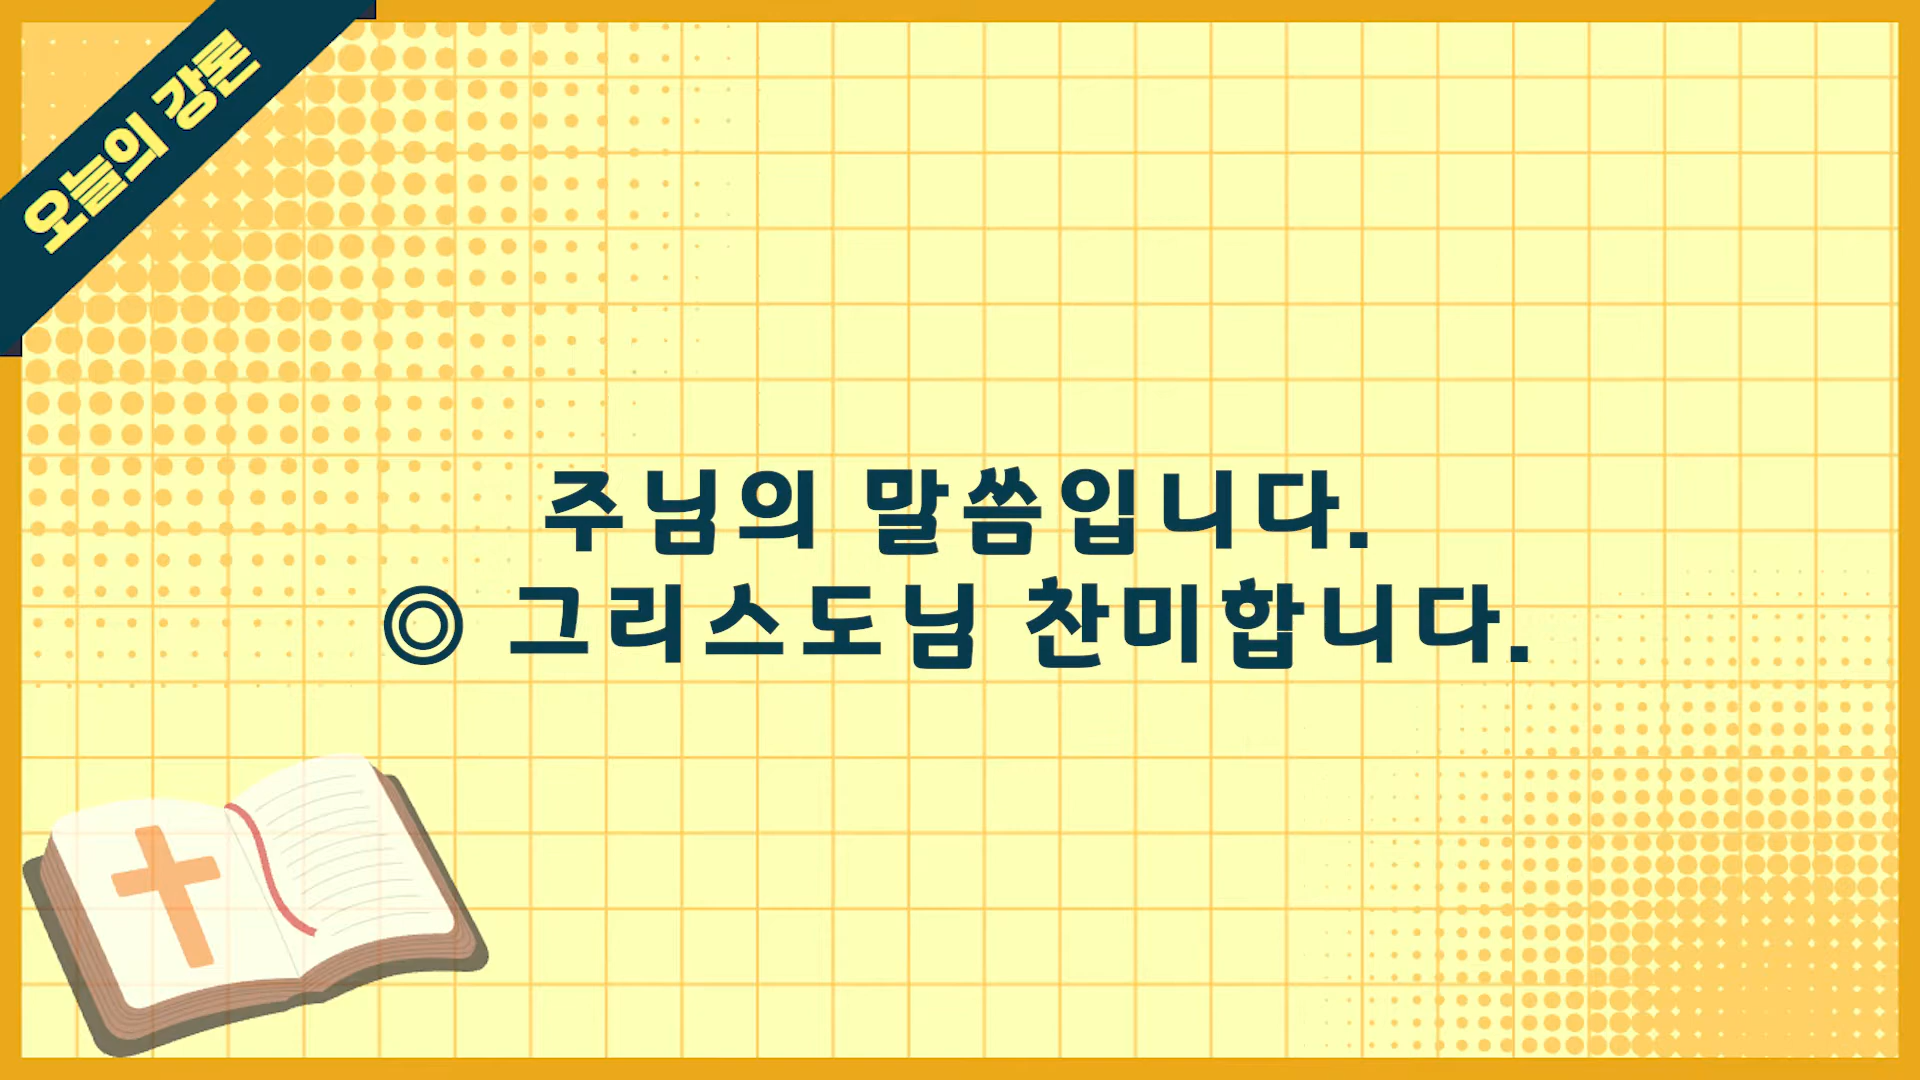 오늘의 강론
주님의 말씀입니다.
◎ 그리스도님 찬미합니다.